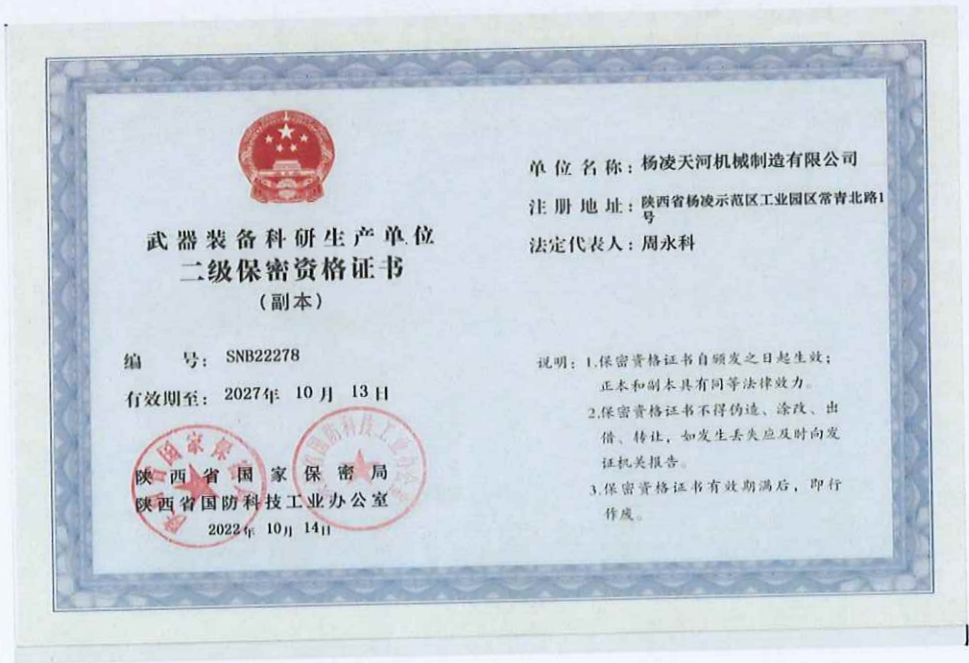 武器装备科研生产单位
二级保密资格证书
（副本）
编 号：SNB22278
有效期至：2027年 10月 13日
陕西省国家保密局
陕西省国防科技工业办公室
2022年 10月 14日
单位名称：杨凌天河机械制造有限公司
注册地址：陕西省杨凌示范区工业园区常青北路1
号
法定代表人：周永科
说明：1.保密资格证书自颁发之日起生效；
正本和副本具有同等法律效力。
2.保密资格证书不得伪造、涂改、出
借、转让，如发生丢失应及时向发
证机关报告。
3.保密资格证书有效期满后，即行
作废。